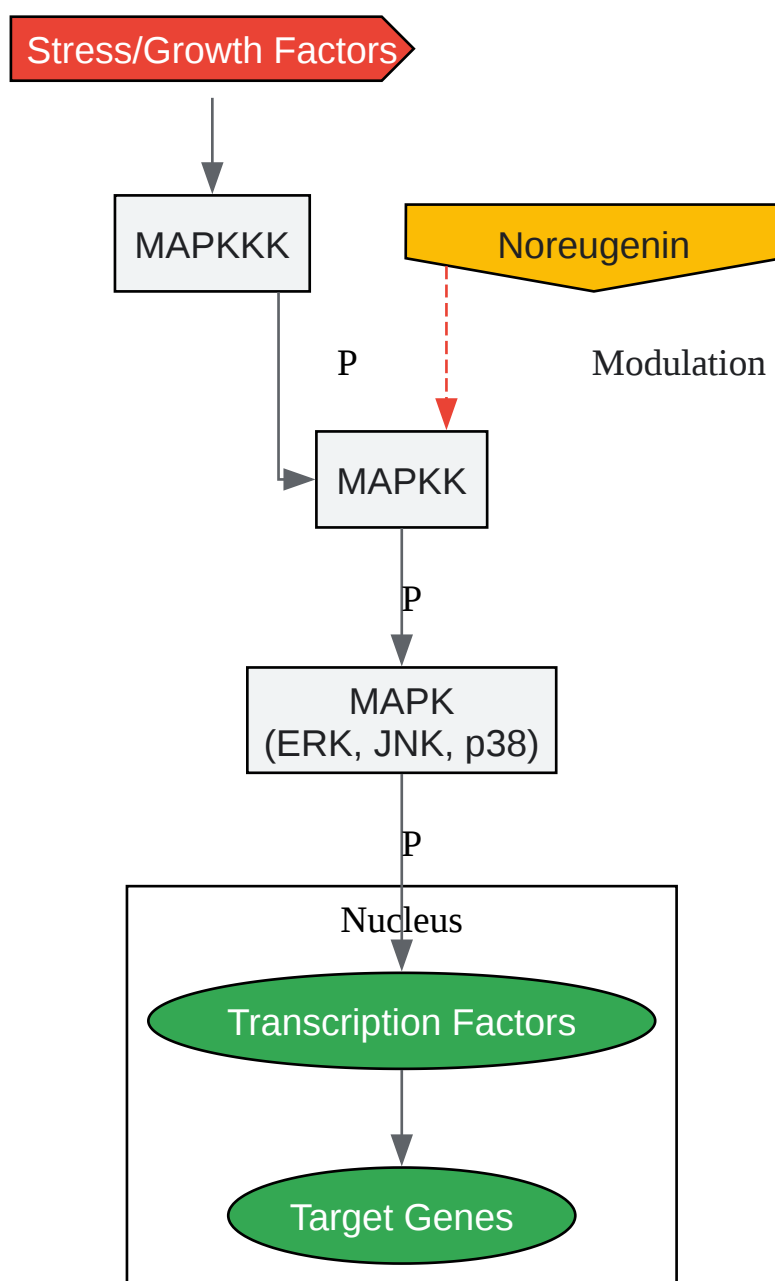 Stress/Growth Factors
MAPKKK
Noreugenin
P
Modulation
MAPKK
P
MAPK
(ERK, JNK, p38)
P
Nucleus
Transcription Factors
Target Genes